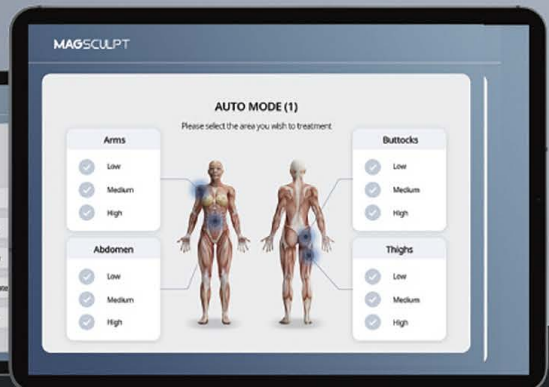 MAGSCULPT
AUTO MODE (1)
Please select the area you wish to treatment
Arms
Low
Medium
High
Buttocks
Low
Medium
High
Abdomen
Low
Medium
High
Thighs
Low
Medium
High